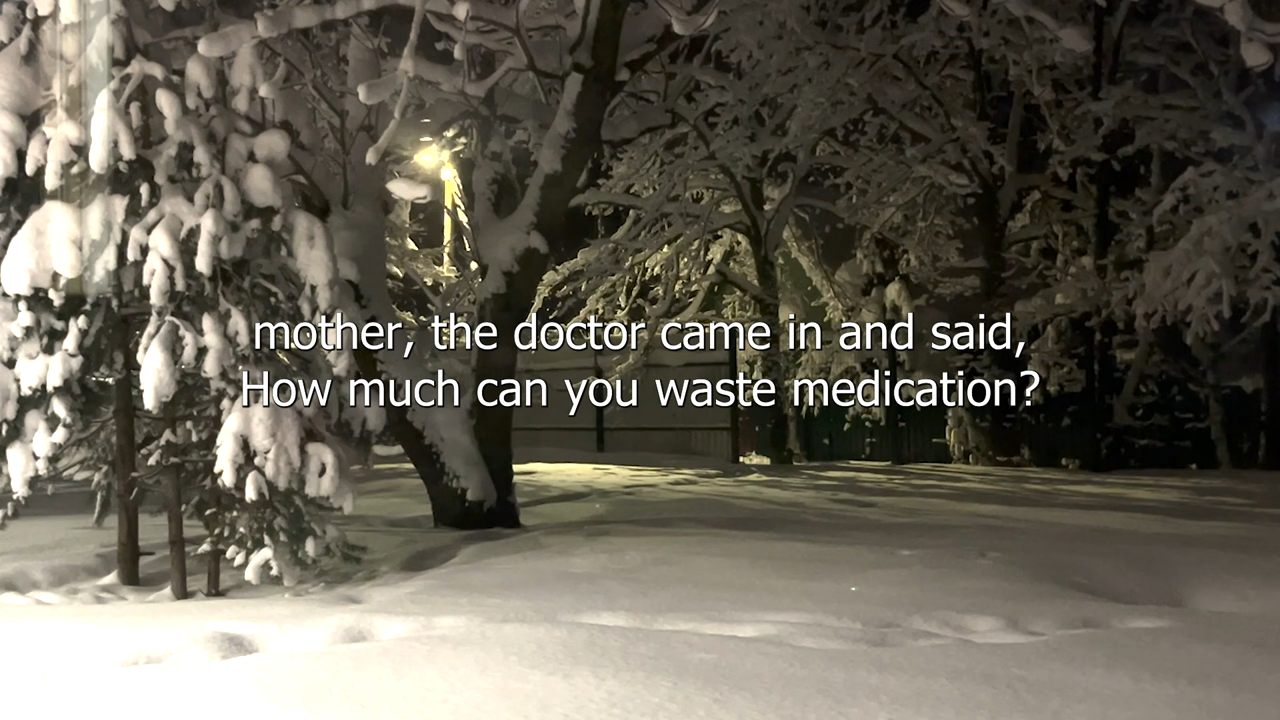 mother, the doctor came in and said,
How much can you waste medication?